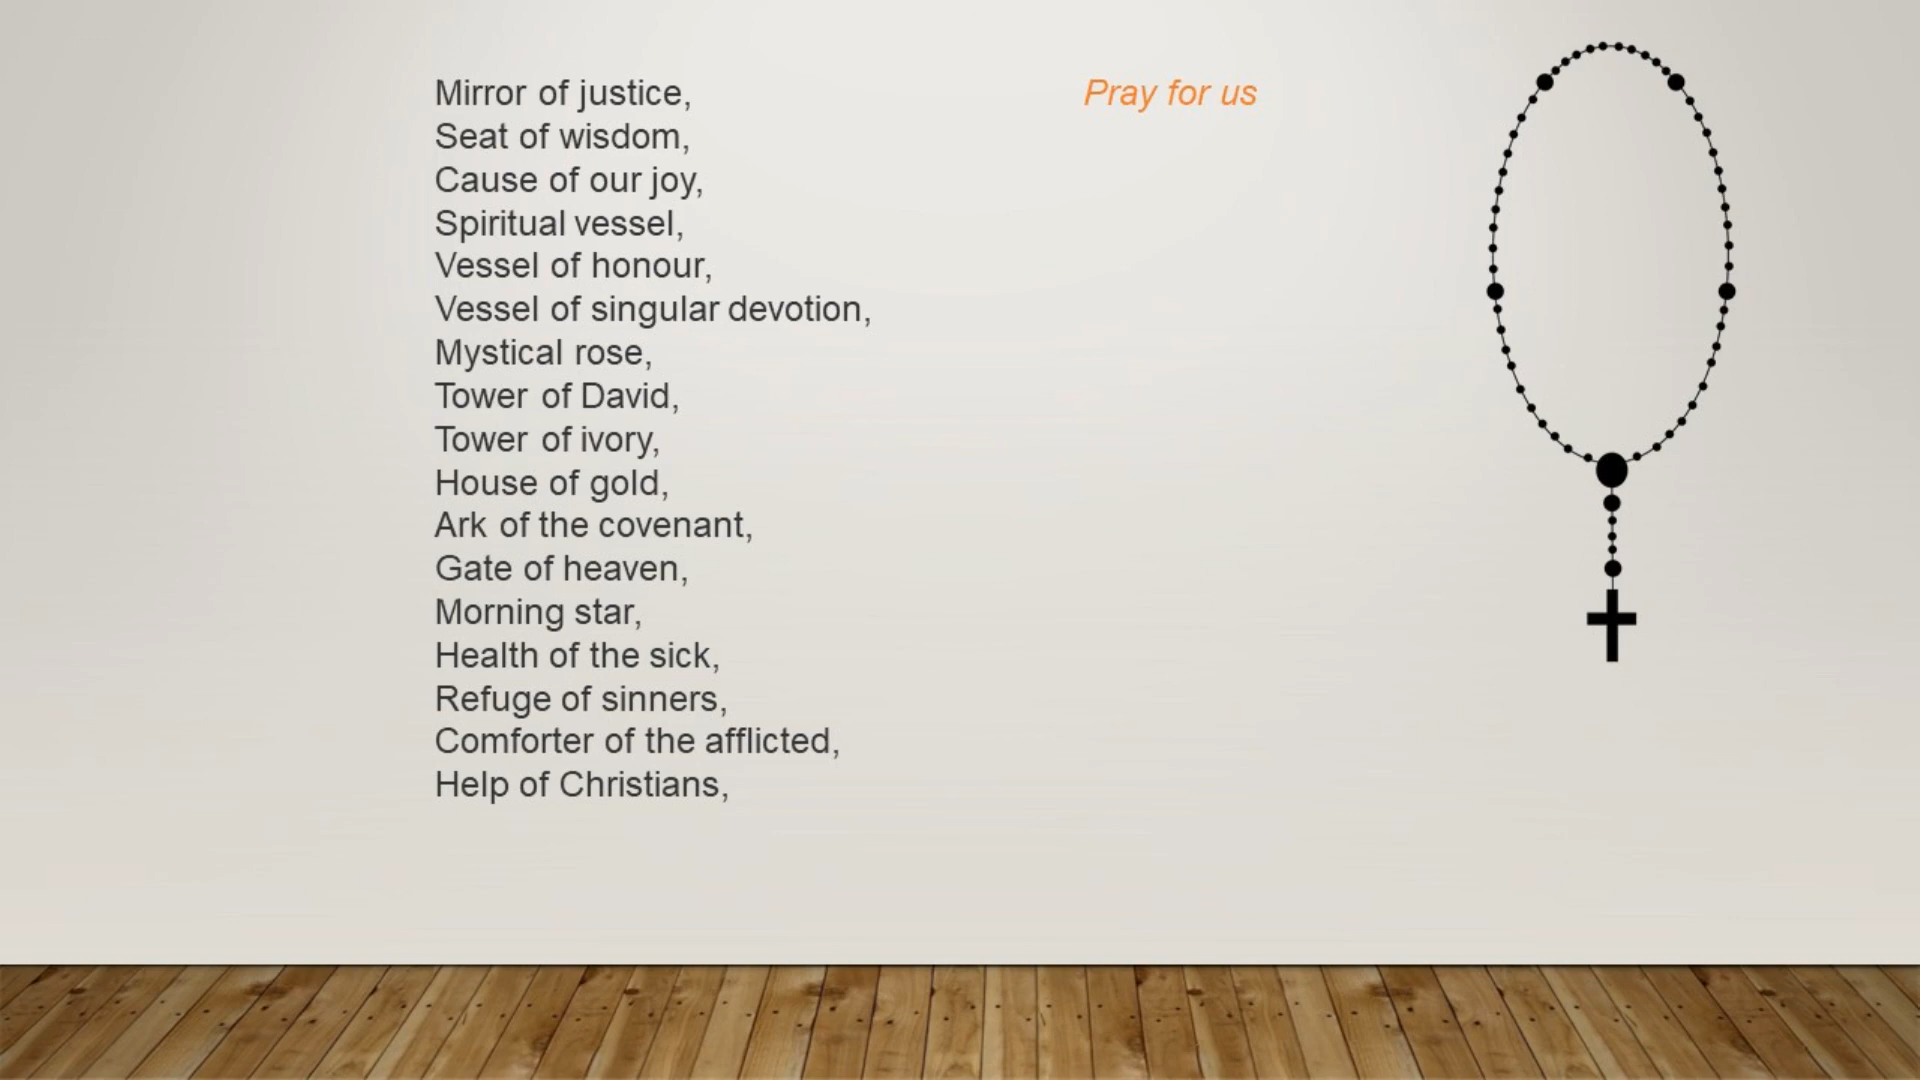 Mirror of justice, Pray for us
Seat of wisdom,
Cause of our joy,
Spiritual vessel,
Vessel of honour,
Vessel of singular devotion,
Mystical rose,
Tower of David,
Tower of ivory,
House of gold,
Ark of the covenant,
Gate of heaven,
Morning star,
Health of the sick,
Refuge of sinners,
Comforter of the afflicted,
Help of Christians,